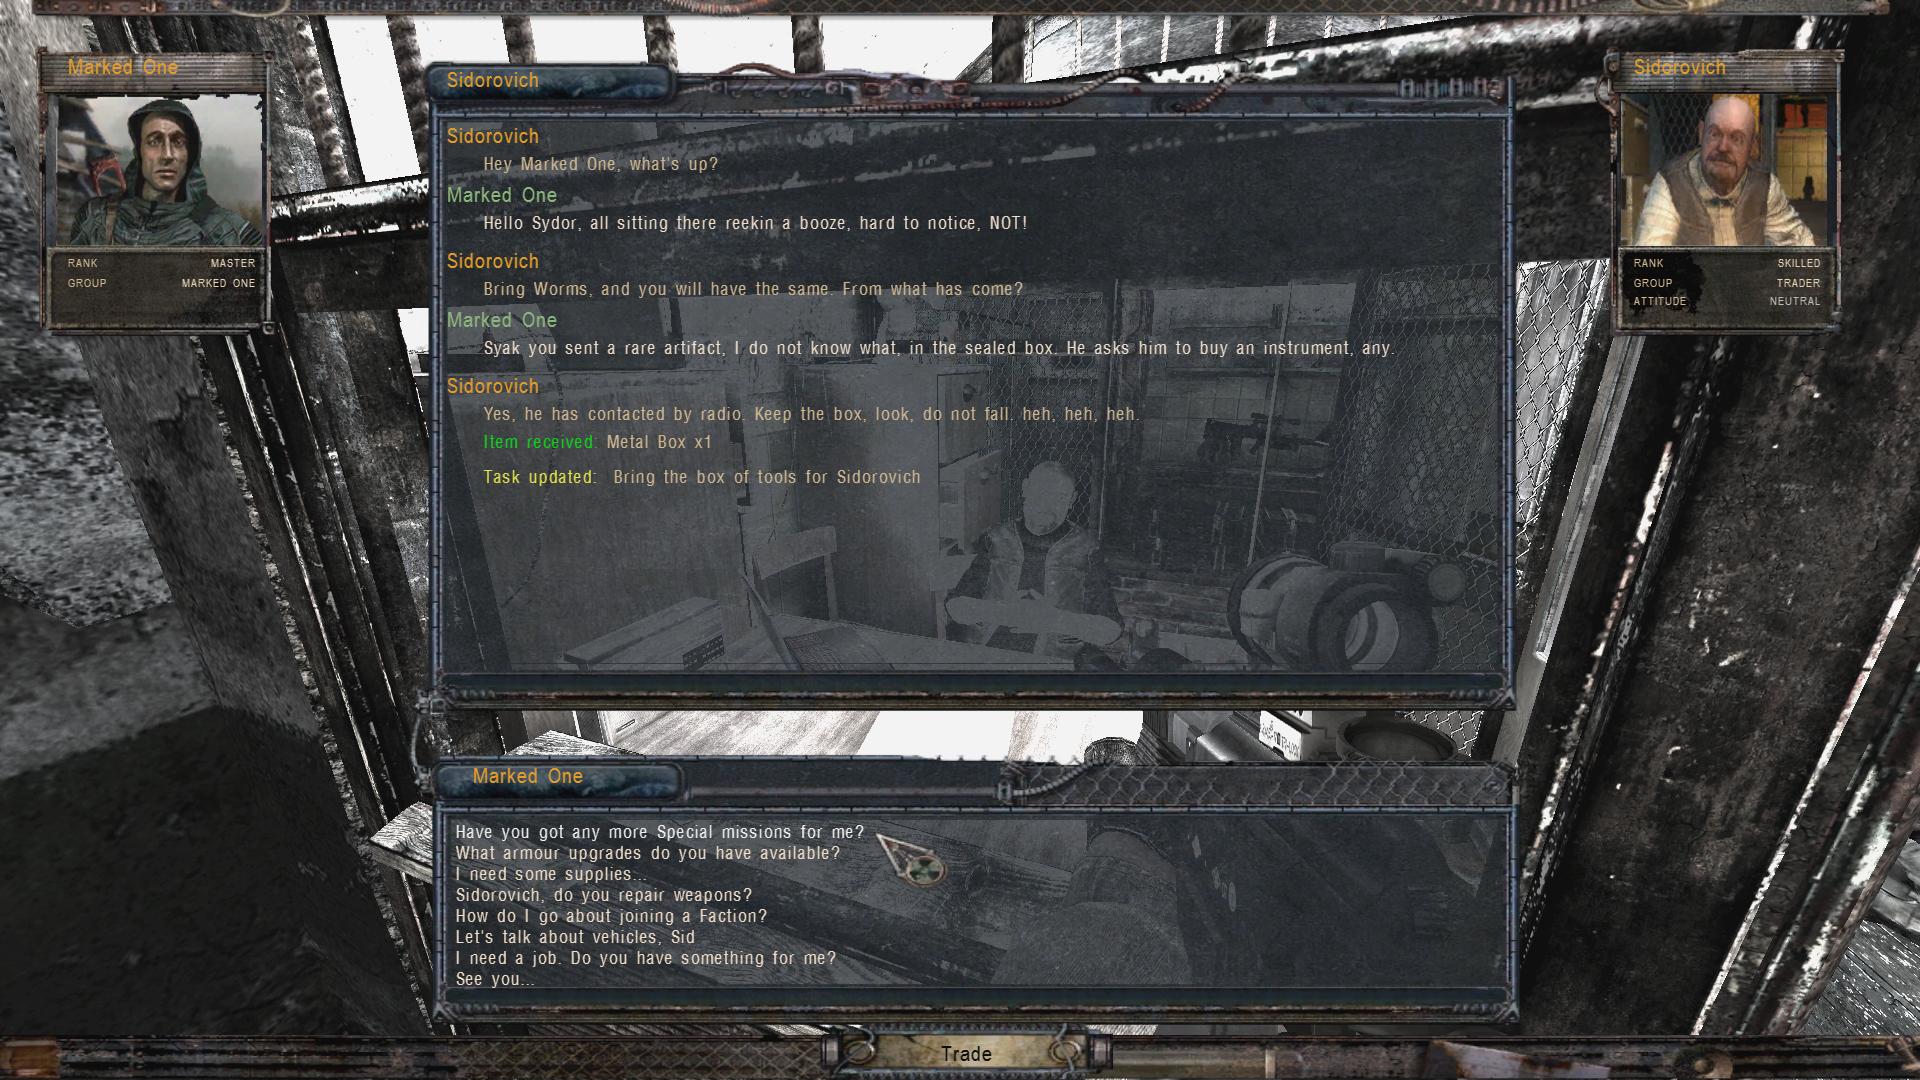 Marked One
RANK MASTER
GROUP MARKED ONE
Sidorovich
Sidorovich
Hey Marked One, what's up?
Marked One
Hello Sydor, all sitting there reekin a booze, hard to notice, NOT!
Sidorovich
Bring Worms, and you will have the same. From what has come?
Marked One
Syak you sent a rare artifact, I do not know what, in the sealed box. He asks him to buy an instrument, any.
Sidorovich
Yes, he has contacted by radio. Keep the box, look, do not fall. heh, heh, heh.
Item received: Metal Box x1
Task updated: Bring the box of tools for Sidorovich
Sidorovich
RANK SKILLED
GROUP TRADER
ATTITUDE NEUTRAL
Marked One
Have you got any more Special missions for me?
What armour upgrades do you have available?
I need some supplies...
Sidorovich, do you repair weapons?
How do I go about joining a Faction?
Let's talk about vehicles, Sid
I need a job. Do you have something for me?
See you...
Trade